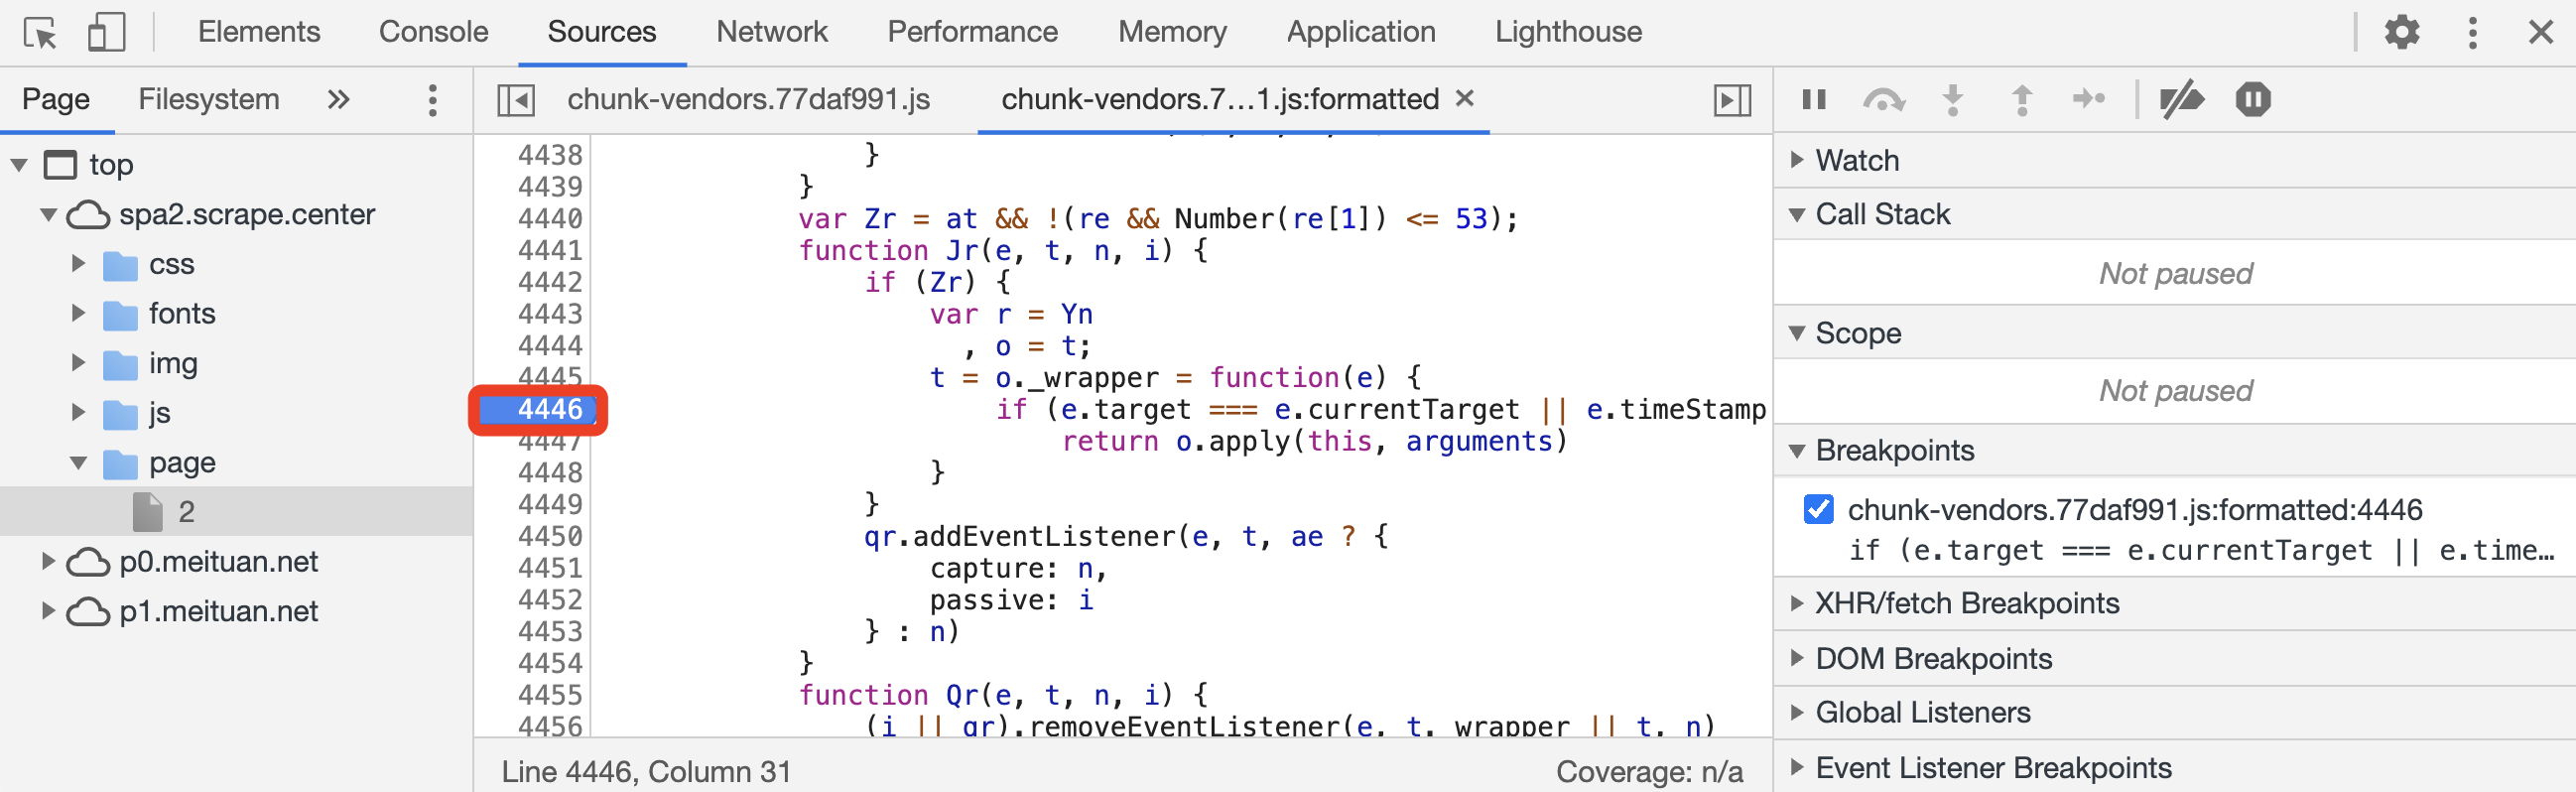 Elements Console Sources Network Performance Memory Application Lighthouse
Page Filesystem
top
spa2.scrape.center
css
fonts
img
js
page
2
p0.meituan.net
p1.meituan.net
chunk-vendors.77daf991.js chunk-vendors.7…1.js:formatted
4438 }
4439 }
4440 var Zr = at && !(re && Number(re[1]) <= 53);
4441 function Jr(e, t, n, i) {
4442 if (Zr) {
4443 var r = Yn
4444 , o = t;
4445 t = o._wrapper = function(e) {
4446 if (e.target === e.currentTarget || e.timeStamp
4447 return o.apply(this, arguments)
4448 }
4449 }
4450 qr.addEventListener(e, t, ae ? {
4451 capture: n,
4452 passive: i
4453 } : n)
4454 }
4455 function Qr(e, t, n, i) {
4456 (i || qr).removeEventListener(e, t._wrapper || t, n)
Line 4446, Column 31 Coverage: n/a
Watch
Call Stack
Not paused
Scope
Not paused
Breakpoints
chunk-vendors.77daf991.js:formatted:4446
if (e.target === e.currentTarget || e.time…
XHR/fetch Breakpoints
DOM Breakpoints
Global Listeners
Event Listener Breakpoints